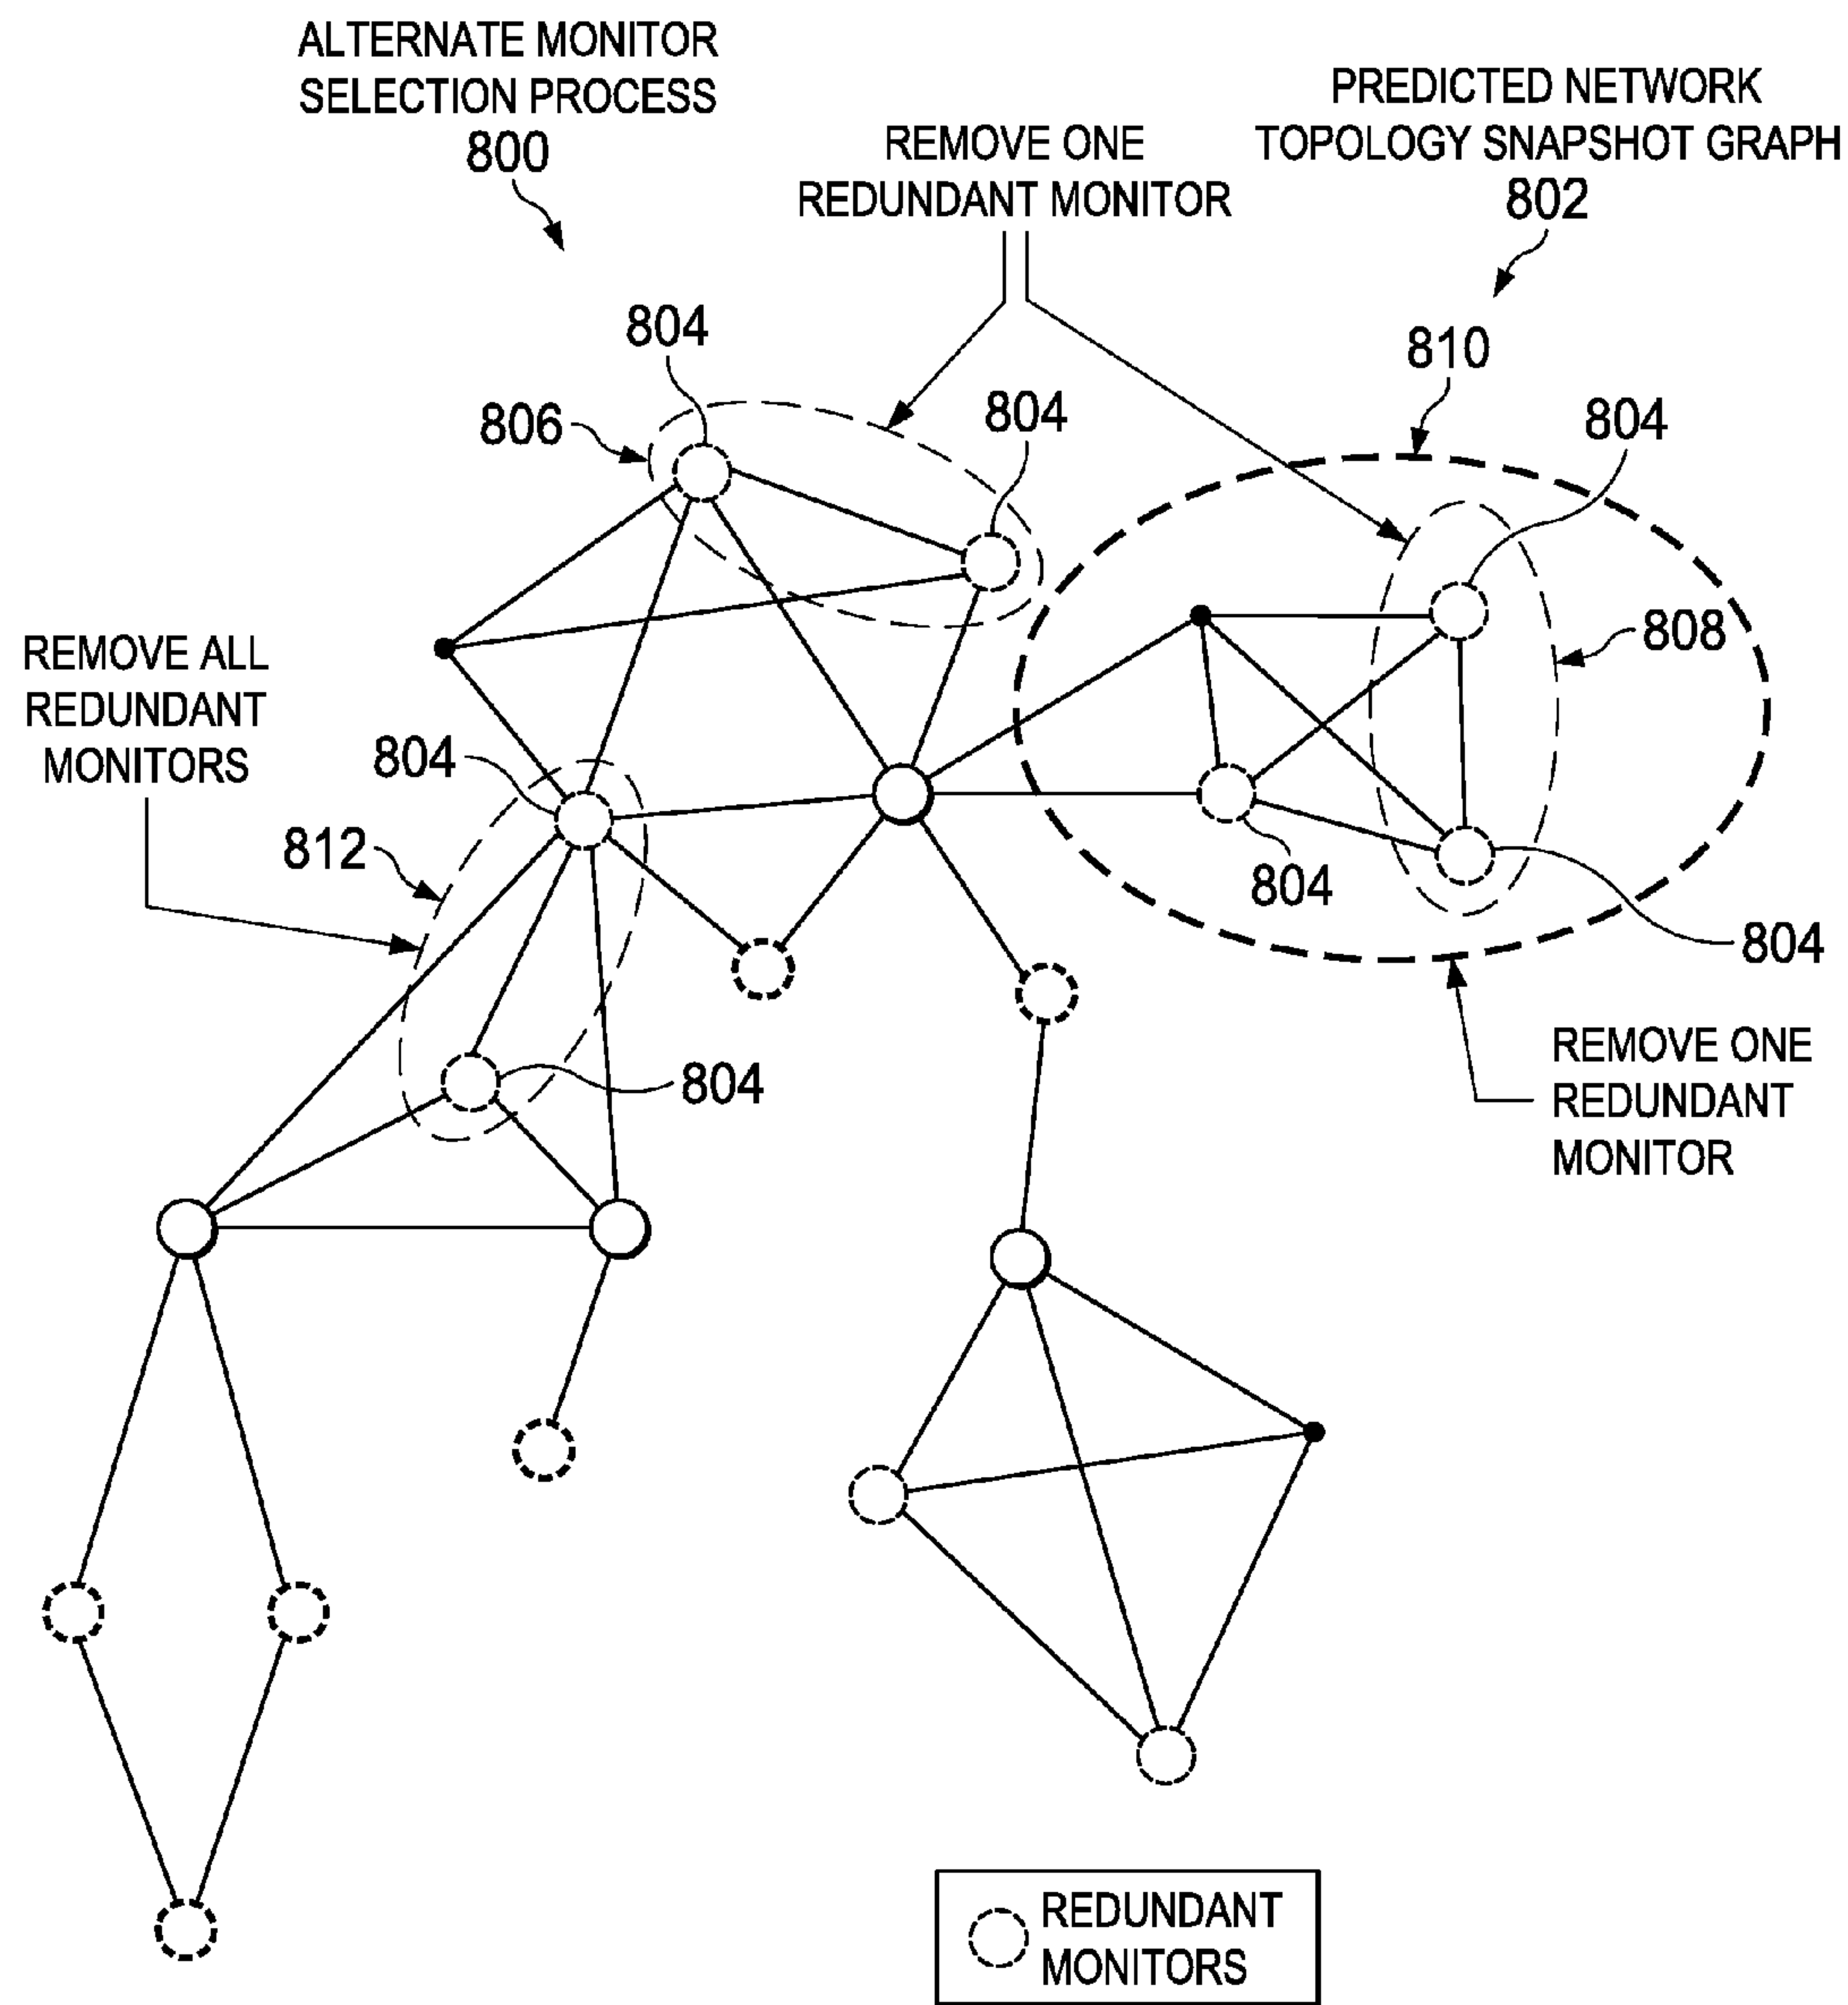 ALTERNATE MONITOR
SELECTION PROCESS
800
REMOVE ONE
REDUNDANT MONITOR
PREDICTED NETWORK
TOPOLOGY SNAPSHOT GRAPH
802
804
806
804
810
804
808
REMOVE ALL
REDUNDANT
MONITORS
804
812
804
804
804
REMOVE ONE
REDUNDANT
MONITOR
REDUNDANT
MONITORS